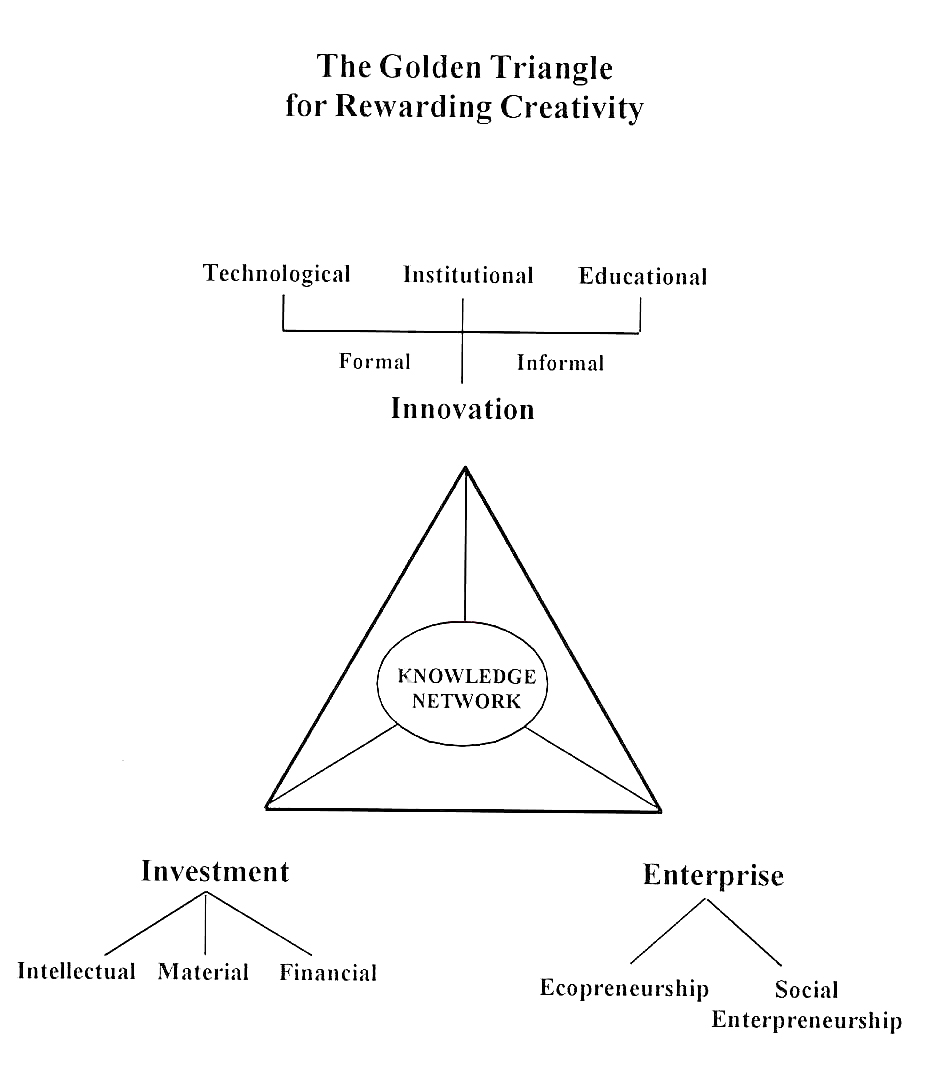 The Golden Triangle
for Rewarding Creativity
Technological Institutional Educational
Formal Informal
Innovation
KNOWLEDGE
NETWORK
Investment
Enterprise
Intellectual Material Financial
Ecopreneurship
Social
Enterpreneurship